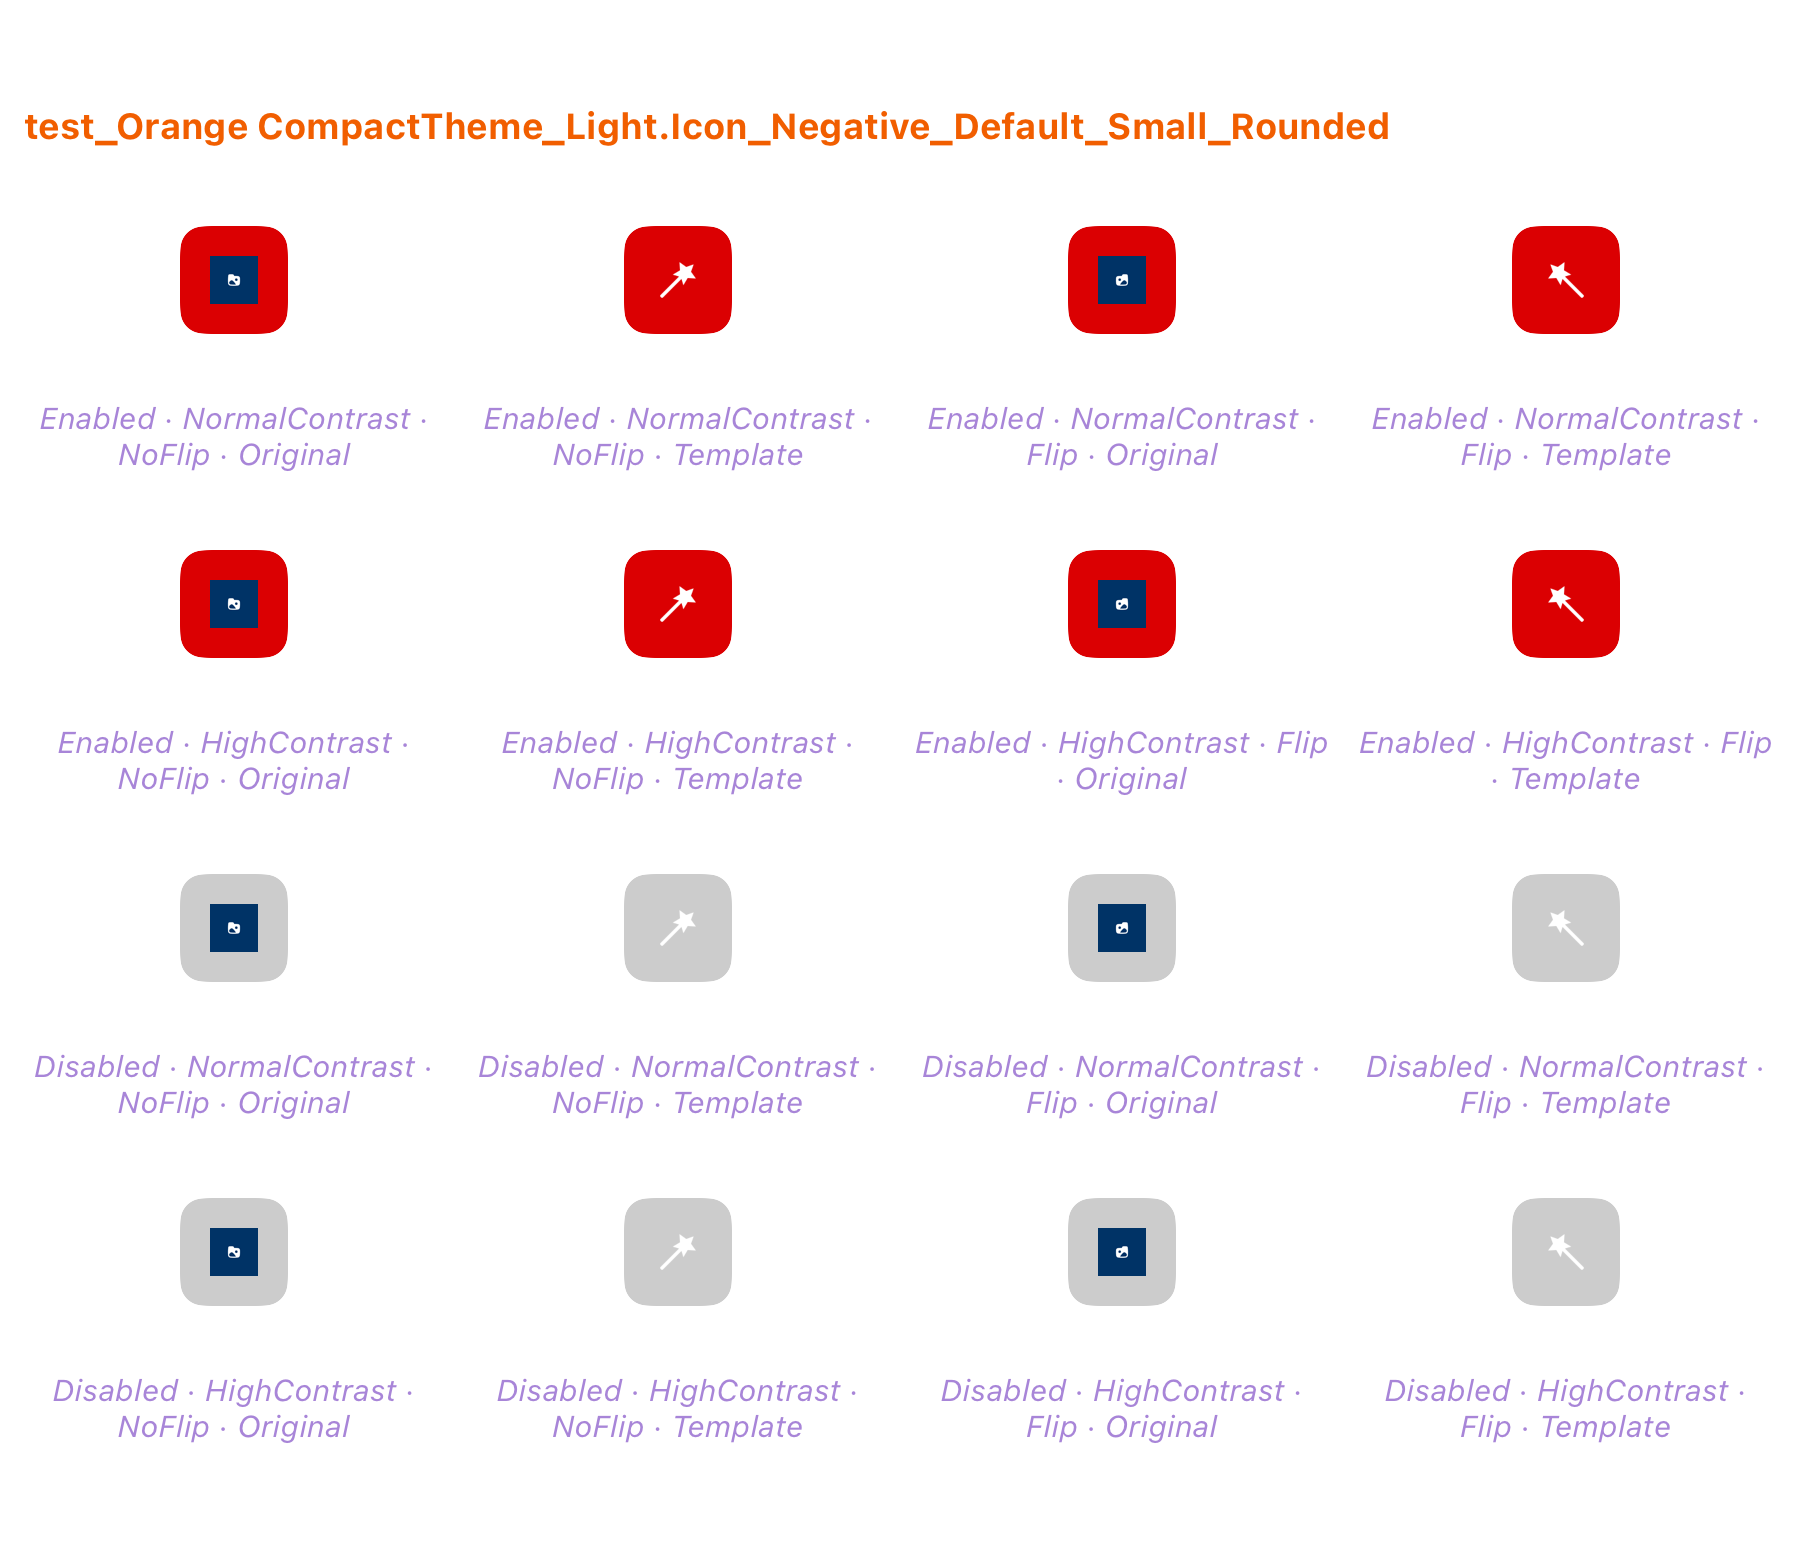 test_Orange CompactTheme_Light.Icon_Negative_Default_Small_Rounded
Enabled · NormalContrast ·
NoFlip · Original
Enabled · NormalContrast ·
NoFlip · Template
Enabled · NormalContrast ·
Flip · Original
Enabled · NormalContrast ·
Flip · Template
Enabled · HighContrast ·
NoFlip · Original
Enabled · HighContrast ·
NoFlip · Template
Enabled · HighContrast · Flip
· Original
Enabled · HighContrast · Flip
· Template
Disabled · NormalContrast ·
NoFlip · Original
Disabled · NormalContrast ·
NoFlip · Template
Disabled · NormalContrast ·
Flip · Original
Disabled · NormalContrast ·
Flip · Template
Disabled · HighContrast ·
NoFlip · Original
Disabled · HighContrast ·
NoFlip · Template
Disabled · HighContrast ·
Flip · Original
Disabled · HighContrast ·
Flip · Template